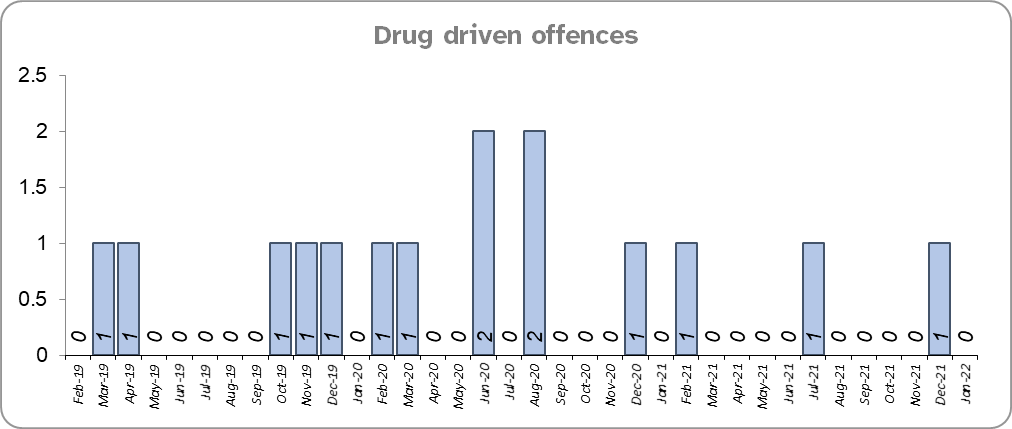 Drug driven offences
2.5
2
1.5
1
0.5
0
0 1 1 0 0 0 0 0 1 1 1 0 1 1 0 0 2 0 2 0 0 0 1 0 1 0 0 0 0 1 0 0 0 0 1 0
Feb-19 Mar-19 Apr-19 May-19 Jun-19 Jul-19 Aug-19 Sep-19 Oct-19 Nov-19 Dec-19 Jan-20 Feb-20 Mar-20 Apr-20 May-20 Jun-20 Jul-20 Aug-20 Sep-20 Oct-20 Nov-20 Dec-20 Jan-21 Feb-21 Mar-21 Apr-21 May-21 Jun-21 Jul-21 Aug-21 Sep-21 Oct-21 Nov-21 Dec-21 Jan-22